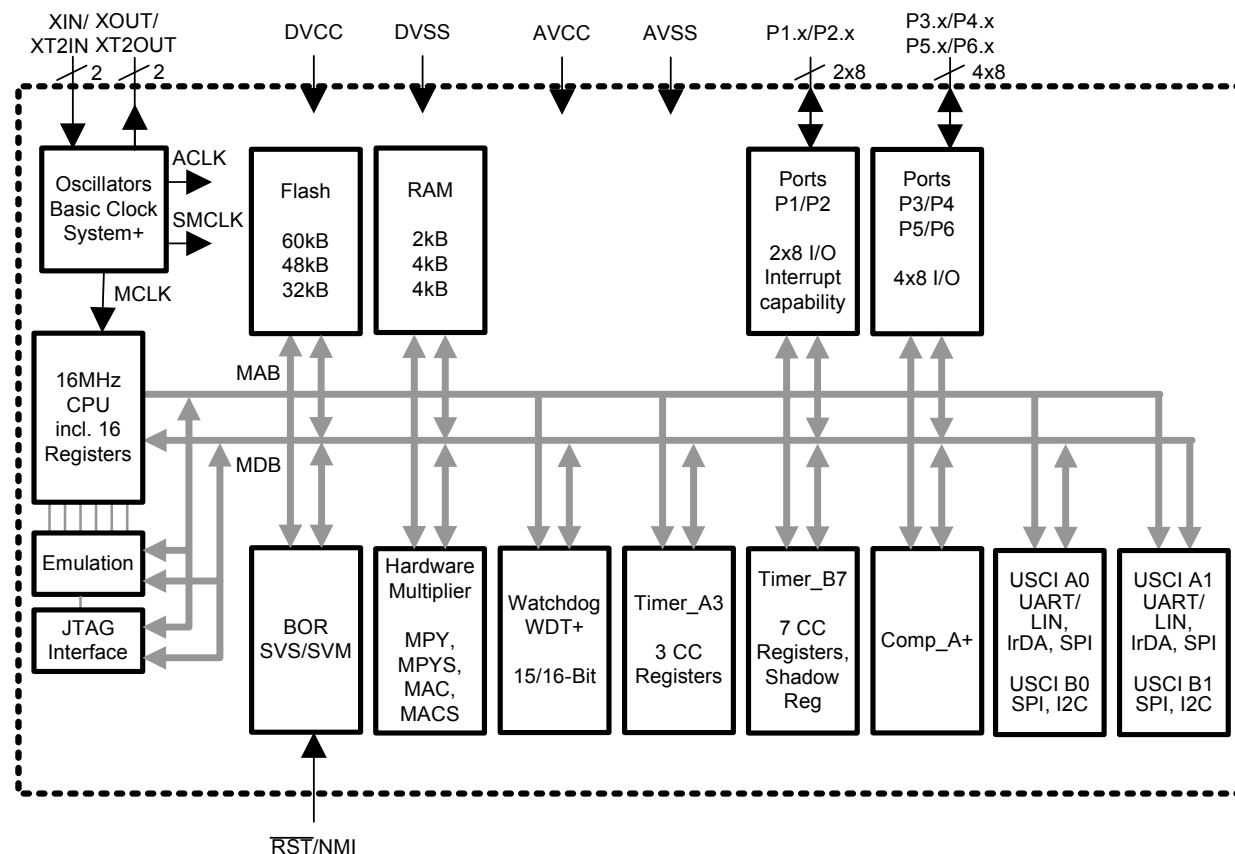 XIN/
XT2IN
XOUT/
XT2OUT
DVCC
DVSS
AVCC
AVSS
P1.x/P2.x
P3.x/P4.x
P5.x/P6.x
2
2
2x8
4x8
Oscillators
Basic Clock
System+
ACLK
SMCLK
MCLK
Flash
60kB
48kB
32kB
RAM
2kB
4kB
4kB
Ports
P1/P2
2x8 I/O
Interrupt
capability
Ports
P3/P4
P5/P6
4x8 I/O
16MHz
CPU
incl. 16
Registers
MAB
MDB
Emulation
JTAG
Interface
BOR
SVS/SVM
Hardware
Multiplier
MPY,
MPYS,
MAC,
MACS
Watchdog
WDT+
15/16-Bit
Timer_A3
3 CC
Registers
Timer_B7
7 CC
Registers,
Shadow
Reg
Comp_A+
USCI A0
UART/
LIN,
IrDA, SPI
USCI B0
SPI, I2C
USCI A1
UART/
LIN,
IrDA, SPI
USCI B1
SPI, I2C
RST/NMI